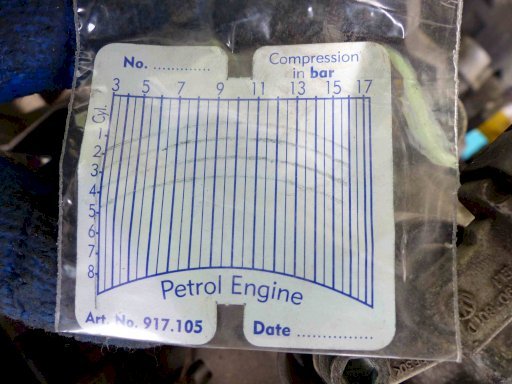 No. ............
Compression
in bar
3 5 7 9 11 13 15 17
Cyl.
1
2
3
4
5
6
7
8
Petrol Engine
Art. No. 917.105
Date ................